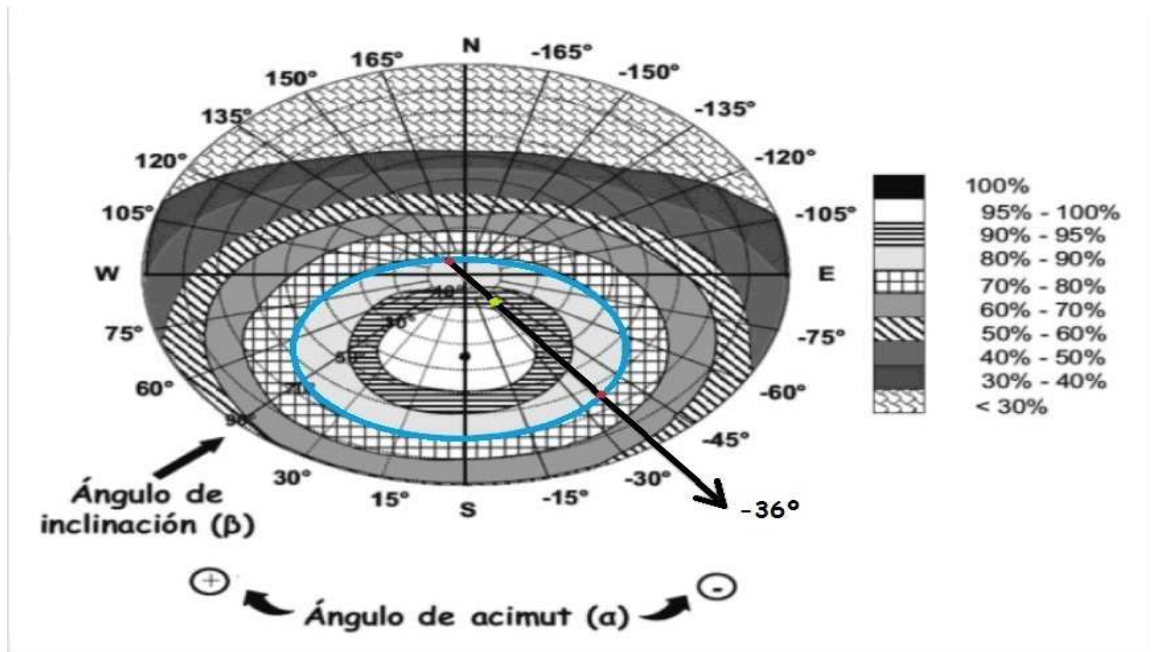 N
165°
-165°
150°
-150°
135°
-135°
120°
-120°
105°
-105°
W
E
75°
-75°
60°
-60°
-45°
30°
-30°
15°
-15°
S
-36°
100%
95% - 100%
90% - 95%
80% - 90%
70% - 80%
60% - 70%
50% - 60%
40% - 50%
30% - 40%
< 30%
Ángulo de
inclinación (β)
+
-
Ángulo de acimut (α)